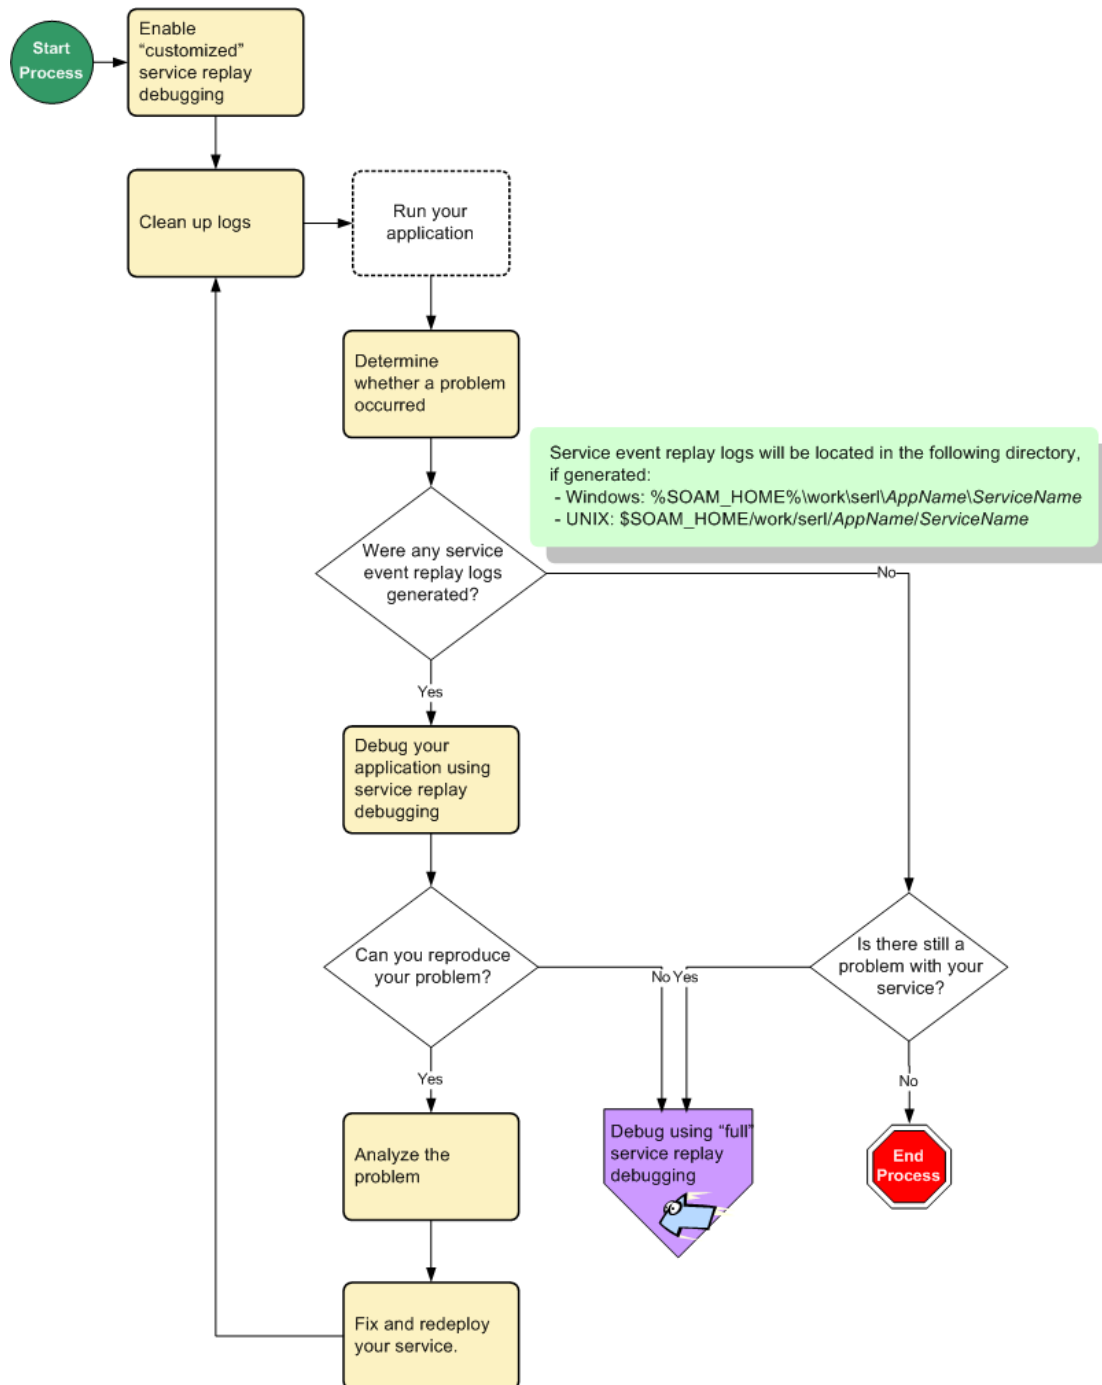 Start
Process
Enable
“customized”
service replay
debugging
Clean up logs
Run your
application
Determine
whether a problem
occurred
Service event replay logs will be located in the following directory,
if generated:
- Windows: %SOAM_HOME%\work\serl\AppName\ServiceName
- UNIX: $SOAM_HOME/work/serl/AppName/ServiceName
Were any service
event replay logs
generated?
No
Yes
Debug your
application using
service replay
debugging
Can you reproduce
your problem?
No Yes
Is there still a
problem with your
service?
Yes
No
Analyze the
problem
Debug using “full”
service replay
debugging
End
Process
Fix and redeploy
your service.